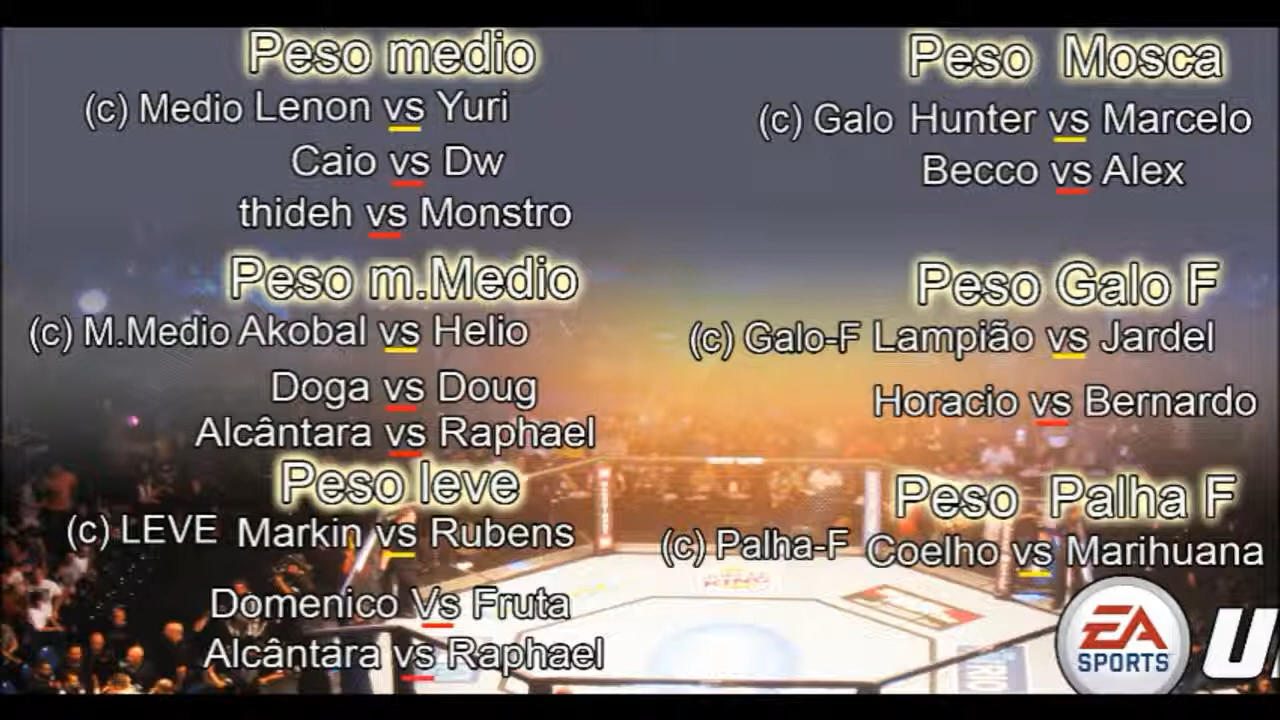 Peso medio
(c) Medio Lenon vs Yuri
Caio vs Dw
thideh vs Monstro
Peso m.Medio
(c) M.Medio Akobal vs Helio
Doga vs Doug
Alcântara vs Raphael
Peso leve
(c) LEVE Markin vs Rubens
Domenico Vs Fruta
Alcântara vs Raphael
Peso Mosca
(c) Galo Hunter vs Marcelo
Becco vs Alex
Peso Galo F
(c) Galo-F Lampião vs Jardel
Horacio vs Bernardo
Peso Palha F
(c) Palha-F Coelho vs Marihuana
EA
SPORTS